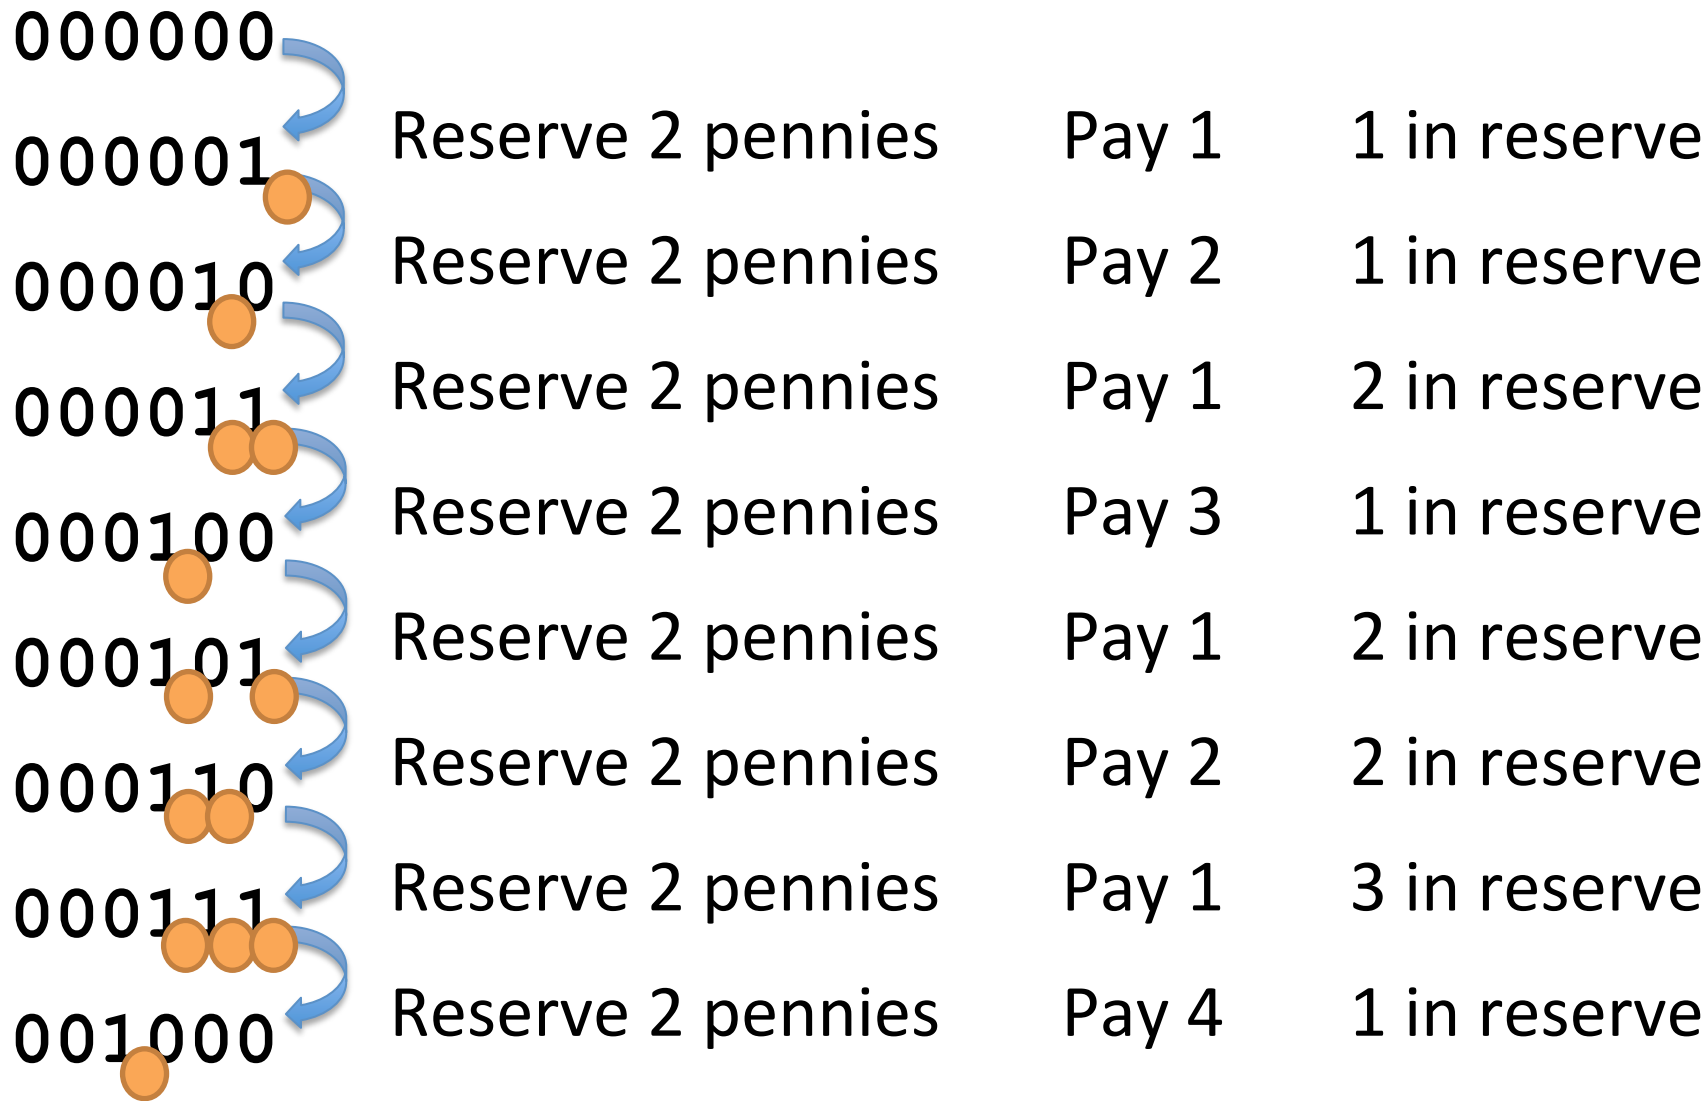 000000
Reserve 2 pennies Pay 1 1 in reserve
000001
Reserve 2 pennies Pay 2 1 in reserve
000010
Reserve 2 pennies Pay 1 2 in reserve
000011
Reserve 2 pennies Pay 3 1 in reserve
000100
Reserve 2 pennies Pay 1 2 in reserve
000101
Reserve 2 pennies Pay 2 2 in reserve
000110
Reserve 2 pennies Pay 1 3 in reserve
000111
Reserve 2 pennies Pay 4 1 in reserve
001000